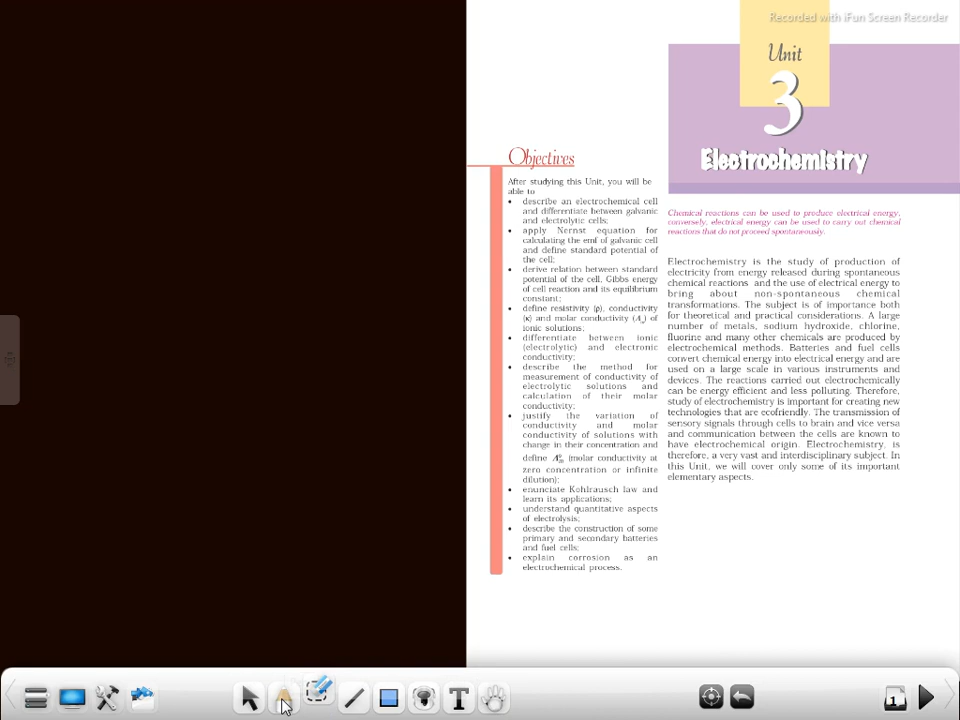 Recorded with iFun Screen Recorder
Unit
3
Electrochemistry
Objectives
After studying this Unit, you will be
able to
• describe an electrochemical cell
and differentiate between galvanic
and electrolytic cells;
• apply Nernst equation for
calculating the emf of galvanic cell
and define standard potential of
the cell;
• derive relation between standard
potential of the cell, Gibbs energy
of cell reaction and its equilibrium
constant;
• define resistivity (ρ), conductivity
(κ) and molar conductivity (Λm) of
ionic solutions;
• differentiate between ionic
(electrolytic) and electronic
conductivity;
• describe the method for
measurement of conductivity of
electrolytic solutions and
calculation of their molar
conductivity;
• justify the variation of
conductivity and molar
conductivity of solutions with
change in their concentration and
define Λ°m (molar conductivity at
zero concentration or infinite
dilution);
• enunciate Kohlrausch law and
learn its applications;
• understand quantitative aspects
of electrolysis;
• describe the construction of some
primary and secondary batteries
and fuel cells;
• explain corrosion as an
electrochemical process.
Chemical reactions can be used to produce electrical energy,
conversely, electrical energy can be used to carry out chemical
reactions that do not proceed spontaneously.
Electrochemistry is the study of production of
electricity from energy released during spontaneous
chemical reactions and the use of electrical energy to
bring about non-spontaneous chemical
transformations. The subject is of importance both
for theoretical and practical considerations. A large
number of metals, sodium hydroxide, chlorine,
fluorine and many other chemicals are produced by
electrochemical methods. Batteries and fuel cells
convert chemical energy into electrical energy and are
used on a large scale in various instruments and
devices. The reactions carried out electrochemically
can be energy efficient and less polluting. Therefore,
study of electrochemistry is important for creating new
technologies that are ecofriendly. The transmission of
sensory signals through cells to brain and vice versa
and communication between the cells are known to
have electrochemical origin. Electrochemistry, is
therefore, a very vast and interdisciplinary subject. In
this Unit, we will cover only some of its important
elementary aspects.
T
1